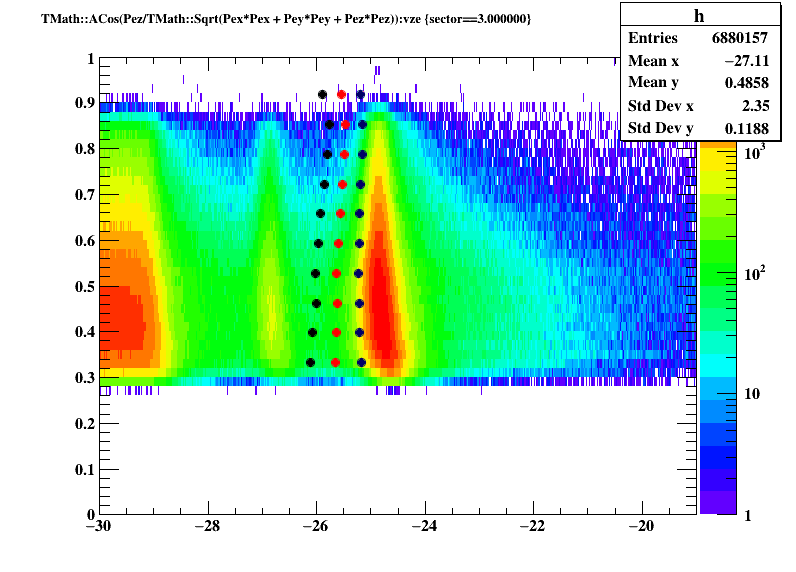 TMath::ACos(Pez/TMath::Sqrt(Pex*Pex + Pey*Pey + Pez*Pez)):vze {sector==3.000000}
h
Entries 6880157
Mean x −27.11
Mean y 0.4858
Std Dev x 2.35
Std Dev y 0.1188
1
0.9
0.8
0.7
0.6
0.5
0.4
0.3
0.2
0.1
0
−30 −28 −26 −24 −22 −20
10³
10²
10
1